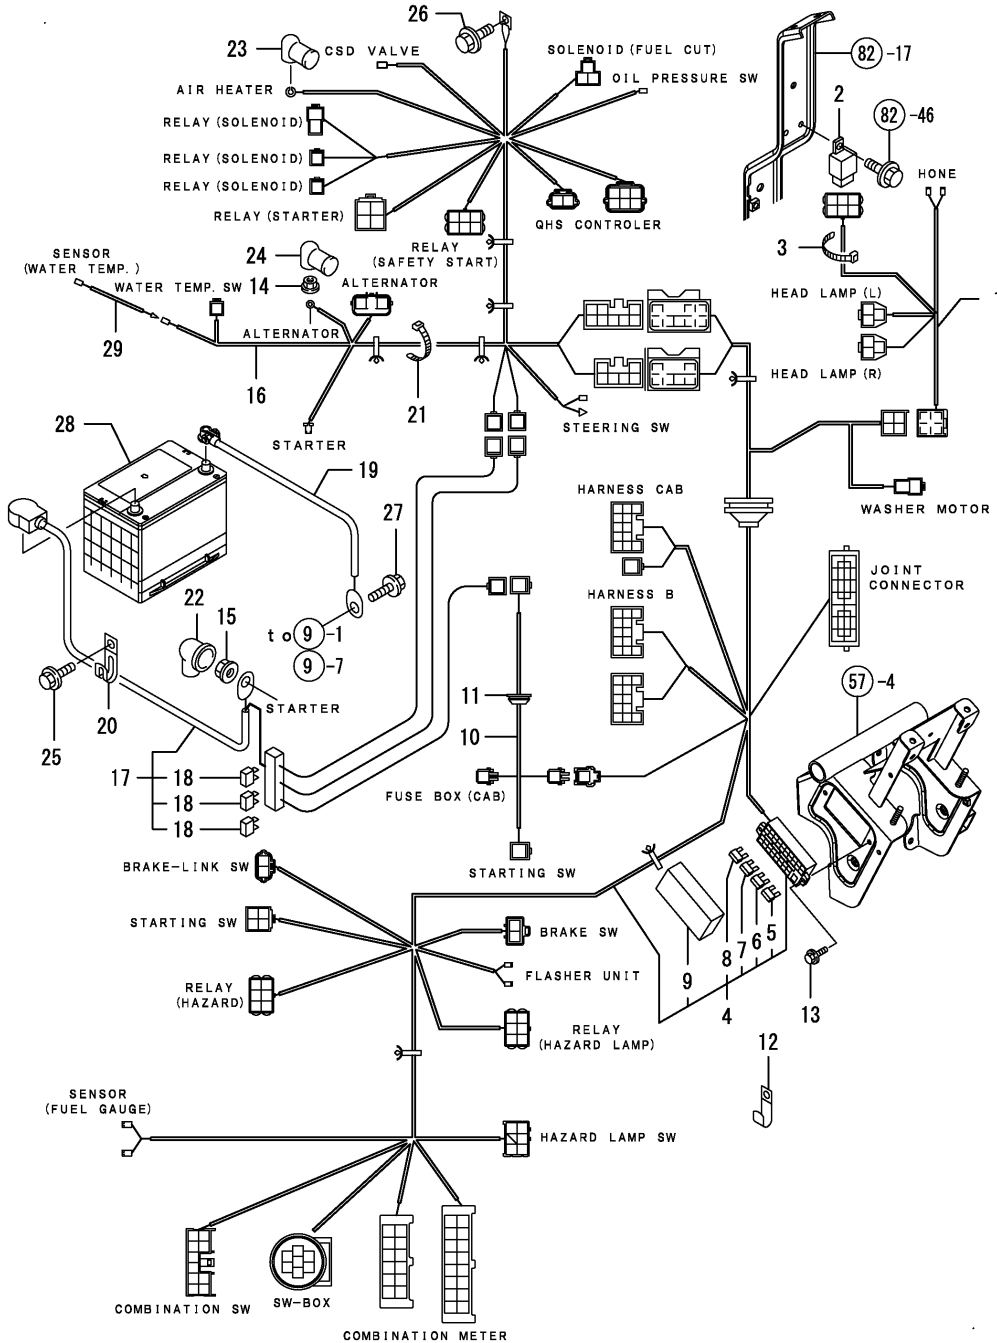 26
23
CSD VALVE
SOLENOID (FUEL CUT)
OIL PRESSURE SW
82 -17
AIR HEATER
2
82 -46
RELAY (SOLENOID)
RELAY (SOLENOID)
RELAY (SOLENOID)
HONE
RELAY (STARTER)
QHS CONTROLER
RELAY
(SAFETY START)
24
3
SENSOR
(WATER TEMP.)
WATER TEMP. SW
14
ALTERNATOR
HEAD LAMP (L)
ALTERNATOR
29
16
21
HEAD LAMP (R)
STARTER
STEERING SW
28
19
27
HARNESS CAB
WASHER MOTOR
JOINT
CONNECTOR
22
15
HARNESS B
to 9 -1
9 -7
57 -4
STARTER
20
25
11
10
17
18
18
18
FUSE BOX (CAB)
STARTING SW
BRAKE-LINK SW
STARTING SW
BRAKE SW
FLASHER UNIT
RELAY
(HAZARD)
RELAY
(HAZARD LAMP)
9
8
7
6
5
4
13
12
SENSOR
(FUEL GAUGE)
HAZARD LAMP SW
COMBINATION SW
SW-BOX
COMBINATION METER